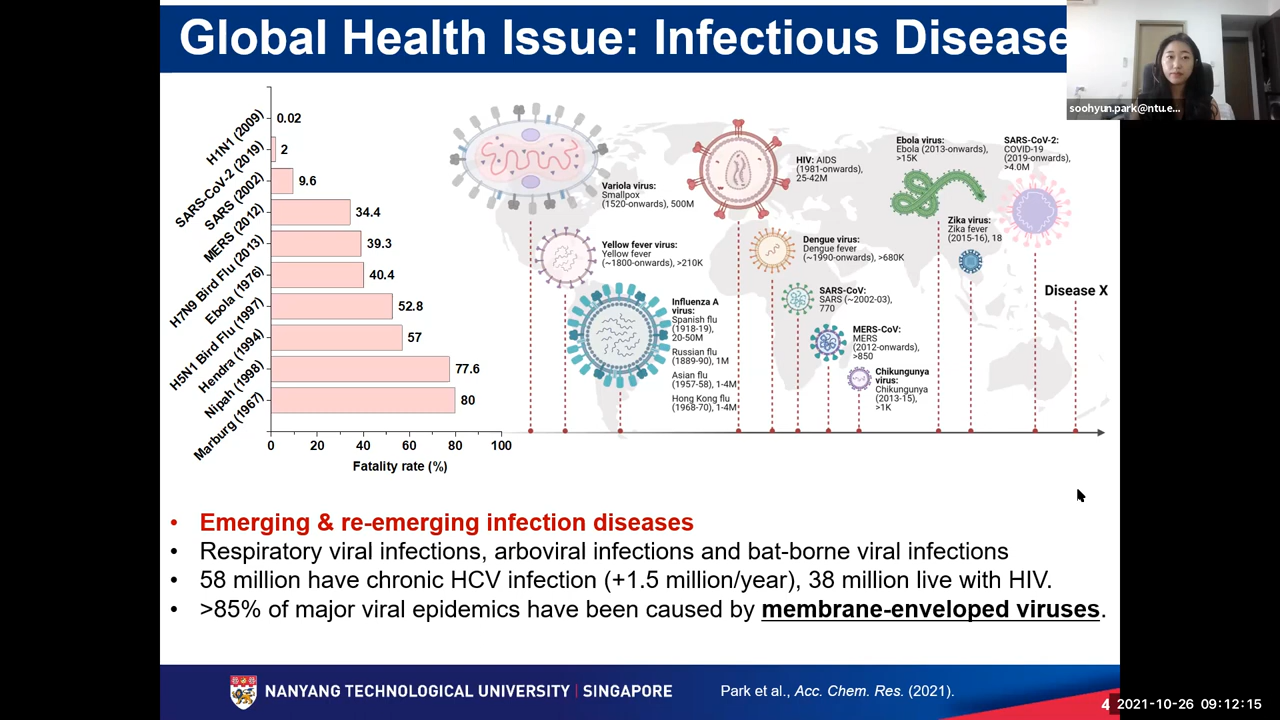 Global Health Issue: Infectious Disease
soohyun.park@ntu.e...
H1N1 (2009)
0.02
SARS-CoV-2 (2019)
2
SARS (2002)
9.6
MERS (2012)
34.4
H7N9 Bird Flu (2013)
39.3
Ebola (1976)
40.4
H5N1 Bird Flu (1997)
52.8
Hendra (1994)
57
Nipah (1998)
77.6
Marburg (1967)
80
0 20 40 60 80 100
Fatality rate (%)
Variola virus:
Smallpox
(1520-onwards), 500M
Yellow fever virus:
Yellow fever
(~1800-onwards), >210K
Influenza A
virus:
Spanish flu
(1918-19),
20-50M
Russian flu
(1889-90), 1M
Asian flu
(1957-58), 1-4M
Hong Kong flu
(1968-70), 1-4M
HIV: AIDS
(1981-onwards),
25-42M
Dengue virus:
Dengue fever
(~1990-onwards), >680K
SARS-CoV:
SARS (~2002-03),
770
MERS-CoV:
MERS
(2012-onwards),
>850
Chikungunya
virus:
Chikungunya
(2013-15),
>1K
Ebola virus:
Ebola (2013-onwards),
>15K
Zika virus:
Zika fever
(2015-16), 18
SARS-CoV-2:
COVID-19
(2019-onwards),
>4.0M
Disease X
• Emerging & re-emerging infection diseases
• Respiratory viral infections, arboviral infections and bat-borne viral infections
• 58 million have chronic HCV infection (+1.5 million/year), 38 million live with HIV.
• >85% of major viral epidemics have been caused by membrane-enveloped viruses.
NANYANG TECHNOLOGICAL UNIVERSITY | SINGAPORE
Park et al., Acc. Chem. Res. (2021).
4
2021-10-26 09:12:15